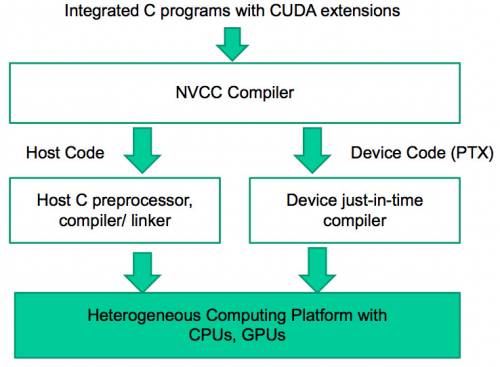 Integrated C programs with CUDA extensions
NVCC Compiler
Host Code
Device Code (PTX)
Host C preprocessor,
compiler/ linker
Device just-in-time
compiler
Heterogeneous Computing Platform with
CPUs, GPUs